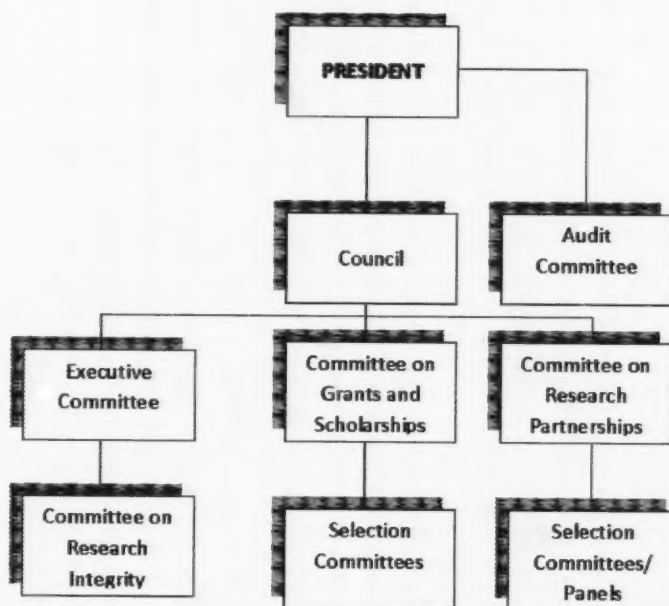 PRESIDENT
Council
Audit
Committee
Executive
Committee
Committee on
Grants and
Scholarships
Committee on
Research
Partnerships
Committee on
Research
Integrity
Selection
Committees
Selection
Committees/
Panels